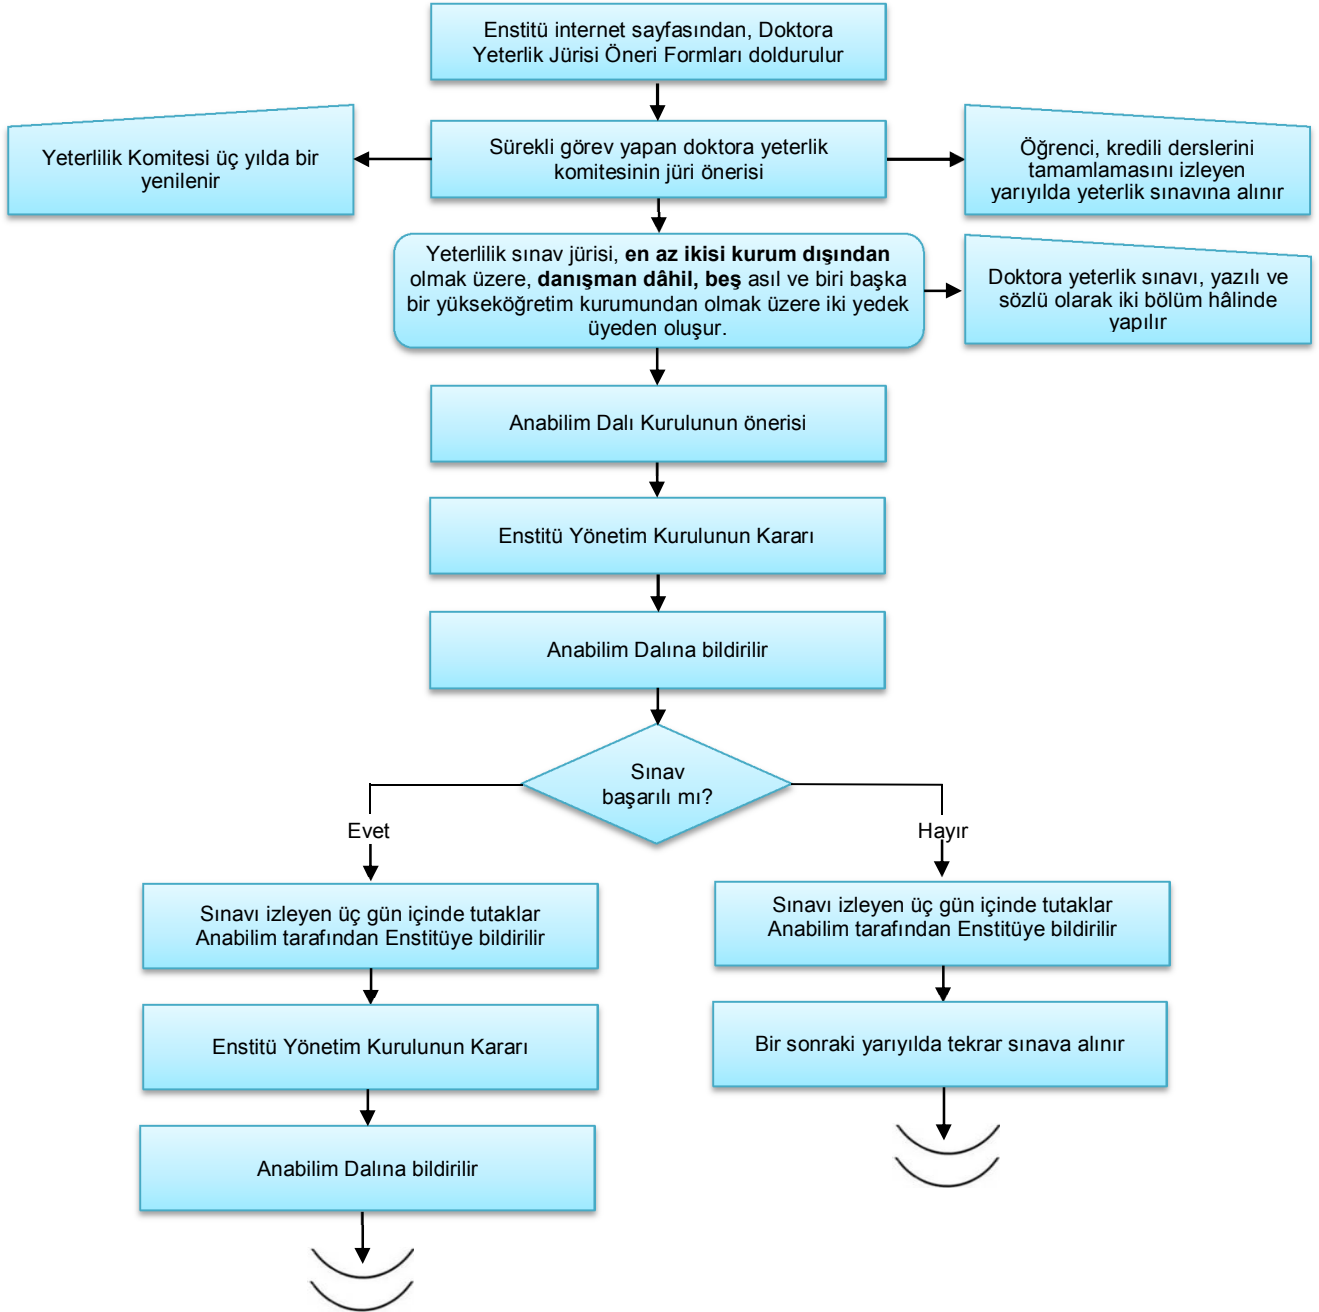 Enstitü internet sayfasından, Doktora
Yeterlik Jürisi Öneri Formları doldurulur
Yeterlilik Komitesi üç yılda bir
yenilenir
Sürekli görev yapan doktora yeterlik
komitesinin jüri önerisi
Öğrenci, kredili derslerini
tamamlamasını izleyen
yarıyılda yeterlik sınavına alınır
Yeterlilik sınav jürisi, en az ikisi kurum dışından
olmak üzere, danışman dâhil, beş asıl ve biri başka
bir yükseköğretim kurumundan olmak üzere iki yedek
üyeden oluşur.
Doktora yeterlik sınavı, yazılı ve
sözlü olarak iki bölüm hâlinde
yapılır
Anabilim Dalı Kurulunun önerisi
Enstitü Yönetim Kurulunun Kararı
Anabilim Dalına bildirilir
Sınav
başarılı mı?
Evet
Hayır
Sınavı izleyen üç gün içinde tutaklar
Anabilim tarafından Enstitüye bildirilir
Sınavı izleyen üç gün içinde tutaklar
Anabilim tarafından Enstitüye bildirilir
Enstitü Yönetim Kurulunun Kararı
Bir sonraki yarıyılda tekrar sınava alınır
Anabilim Dalına bildirilir